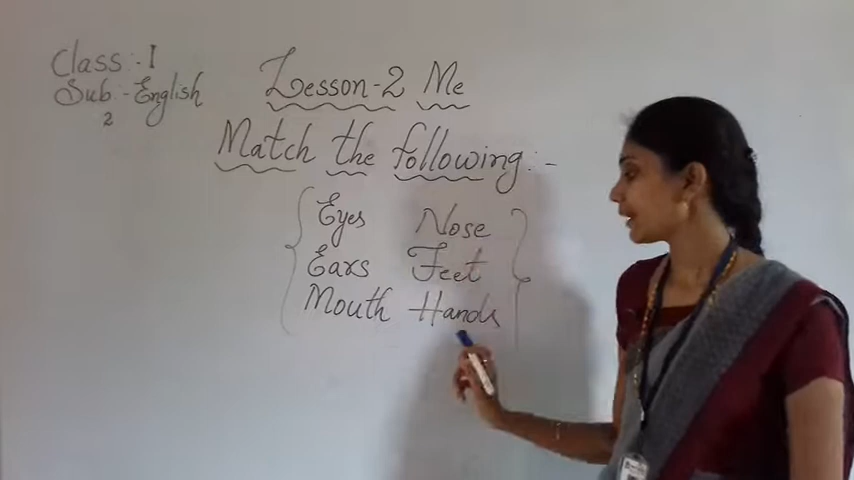 Class :- I
Sub :- English
2
Lesson-2 Me
Match the following :-
Eyes Nose
Ears Feet
Mouth Hands